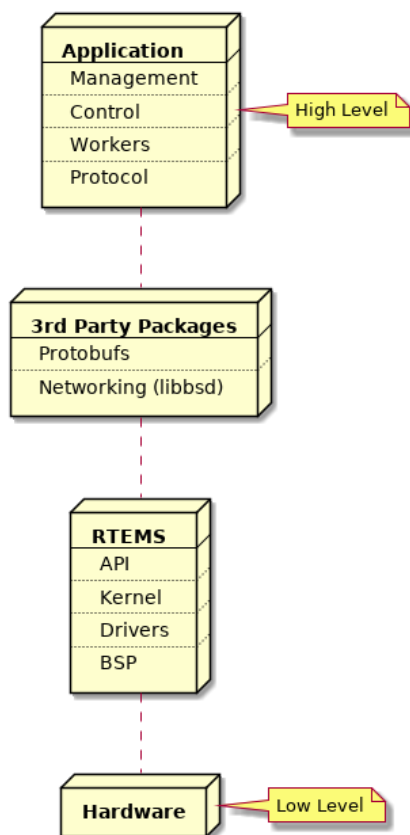 Application
Management
Control
High Level
Workers
Protocol
3rd Party Packages
Protobufs
Networking (libbsd)
RTEMS
API
Kernel
Drivers
BSP
Hardware
Low Level